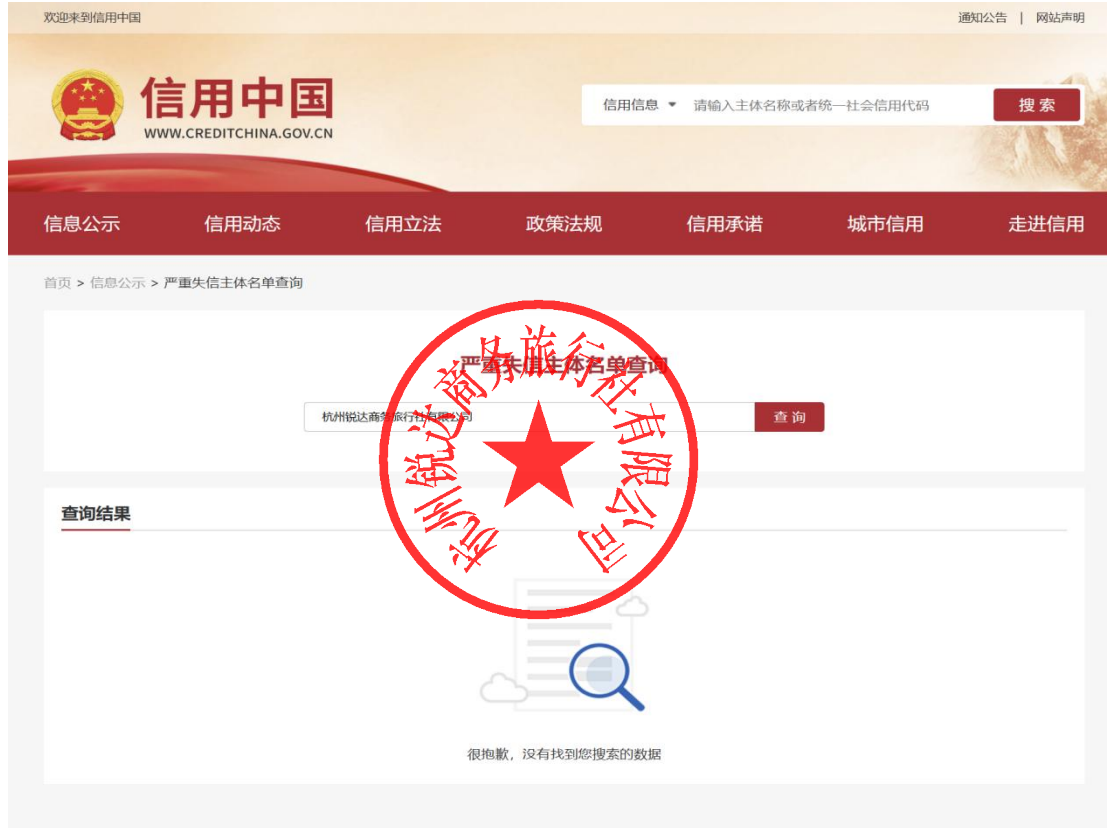 欢迎来到信用中国
通知公告 | 网站声明
信用中国
WWW.CREDITCHINA.GOV.CN
信用信息 请输入主体名称或者统一社会信用代码 搜索
信息公示 信用动态 信用立法 政策法规 信用承诺 城市信用 走进信用
首页 > 信息公示 > 严重失信主体名单查询
严重失信主体名单查询
杭州锐达商务旅行社有限公司 查询
杭州锐达商务旅行社有限公司
查询结果
很抱歉，没有找到您搜索的数据